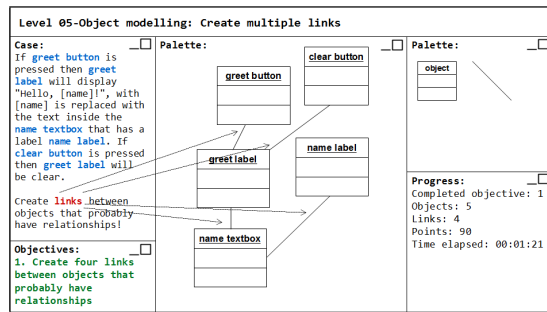 Level 05-Object modelling: Create multiple links
Case:
If greet button is
pressed then greet
label will display
"Hello, [name]!", with
[name] is replaced with
the text inside the
name textbox that has a
label name label. If
clear button is pressed
then greet label will
be clear.
Create links between
objects that probably
have relationships!
Objectives:
1. Create four links
between objects that
probably have
relationships
Palette:
clear button
greet button
name label
greet label
name textbox
Palette:
object
Progress:
Completed objective: 1
Objects: 5
Links: 4
Points: 90
Time elapsed: 00:01:21